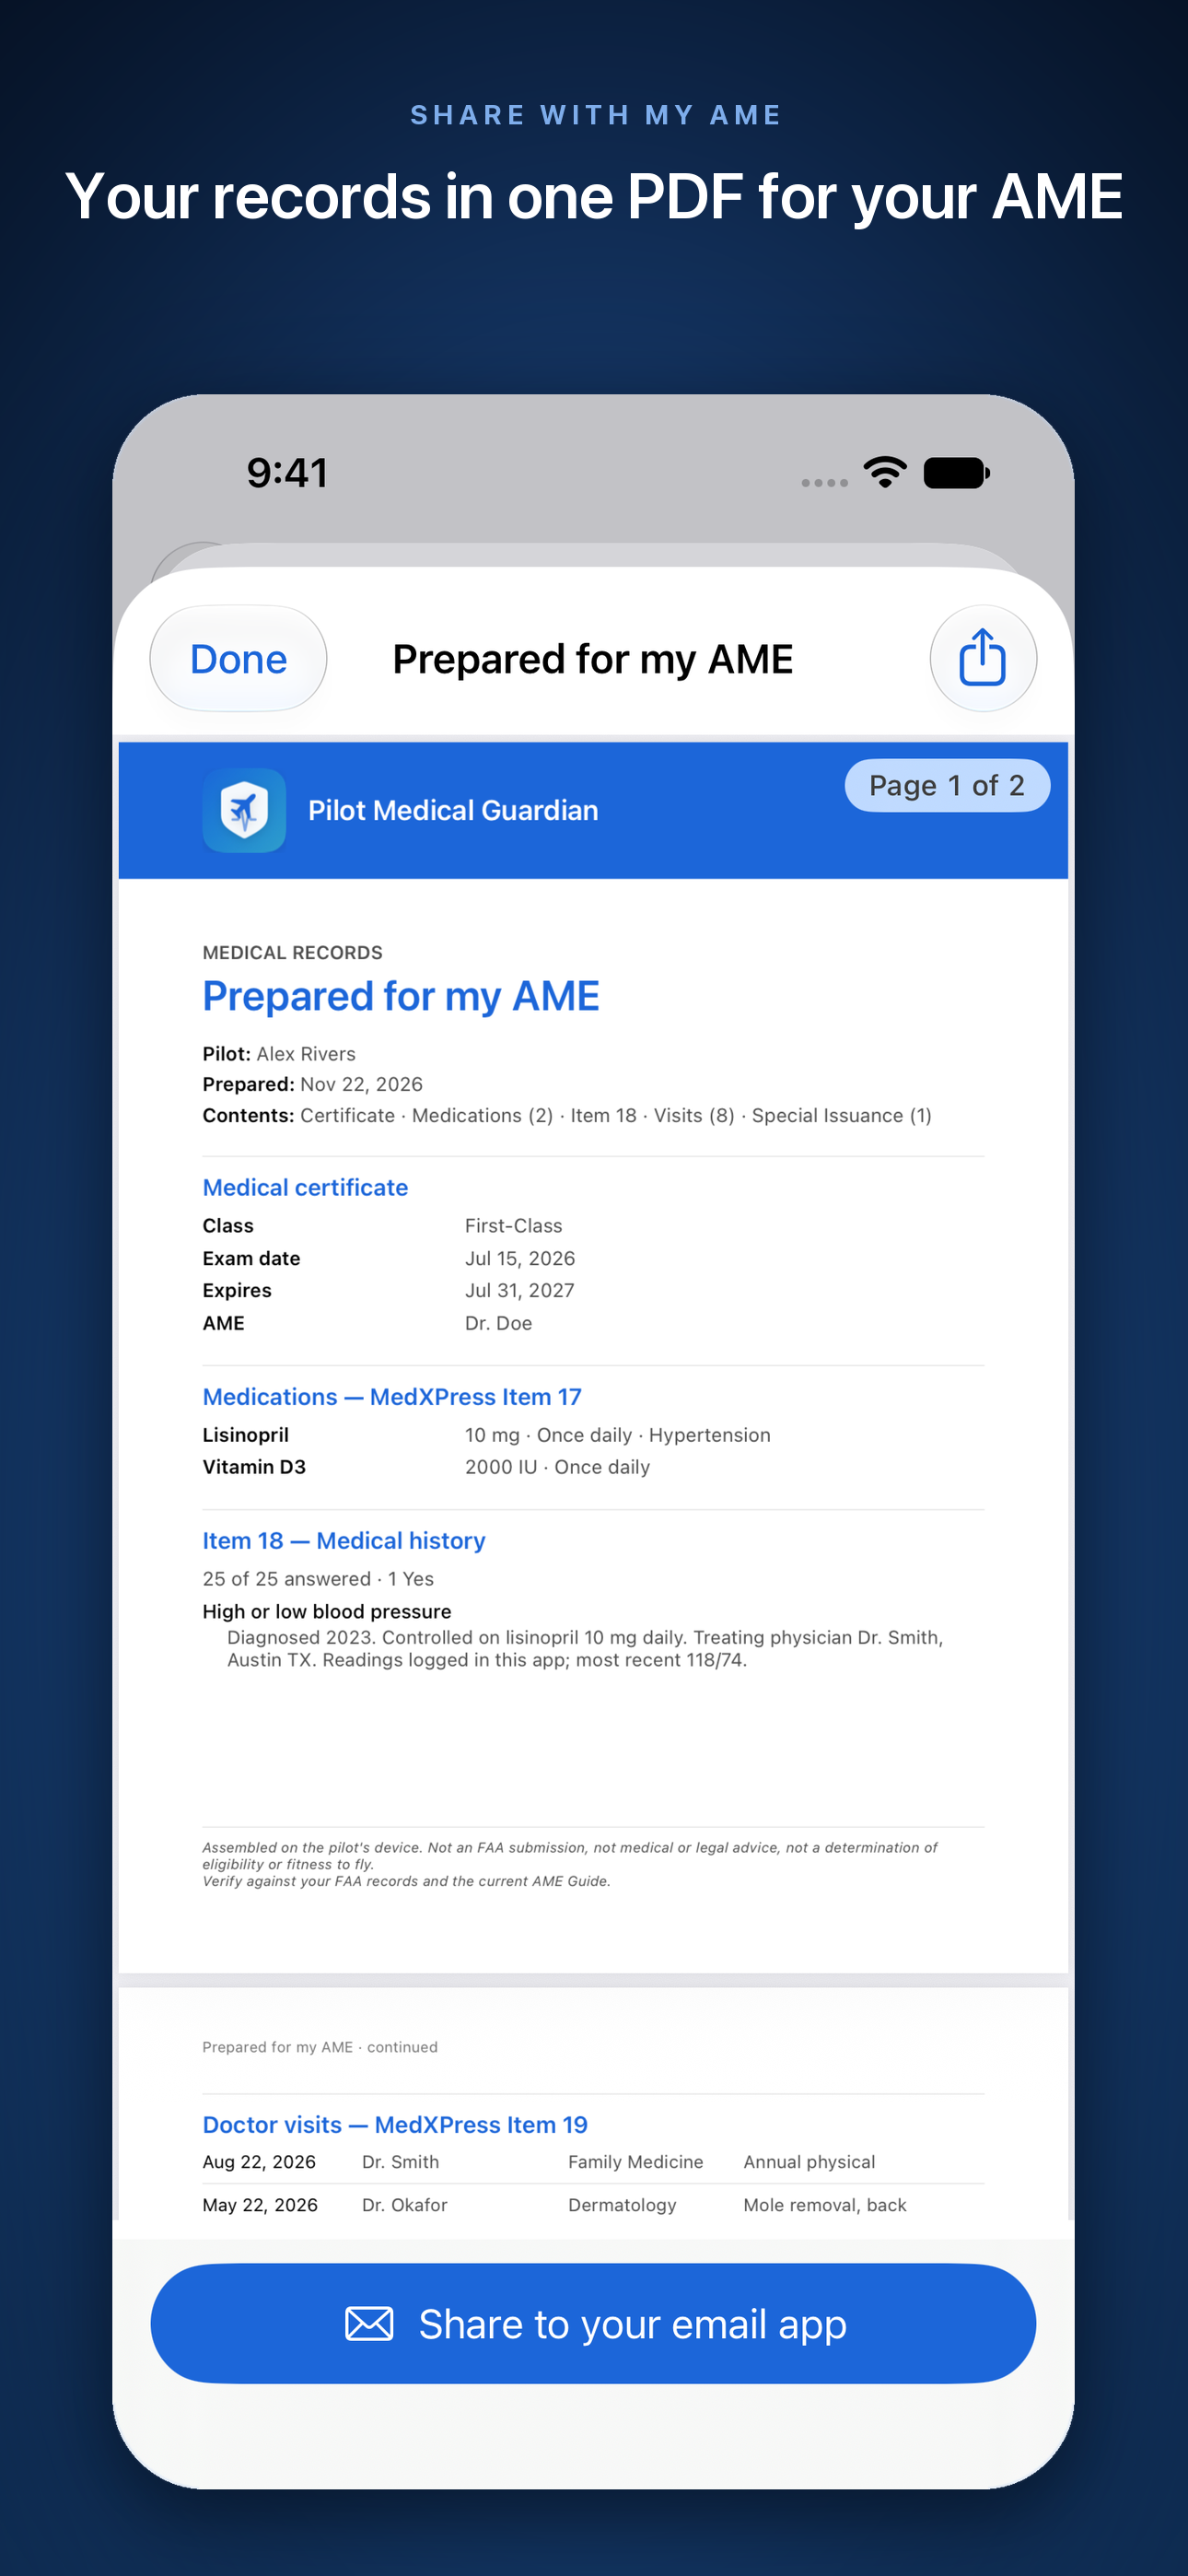 SHARE WITH MY AME
Your records in one PDF for your AME
9:41
Done
Prepared for my AME
Pilot Medical Guardian
Page 1 of 2
MEDICAL RECORDS
Prepared for my AME
Pilot: Alex Rivers
Prepared: Nov 22, 2026
Contents: Certificate · Medications (2) · Item 18 · Visits (8) · Special Issuance (1)
Medical certificate
Class First-Class
Exam date Jul 15, 2026
Expires Jul 31, 2027
AME Dr. Doe
Medications — MedXPress Item 17
Lisinopril 10 mg · Once daily · Hypertension
Vitamin D3 2000 IU · Once daily
Item 18 — Medical history
25 of 25 answered · 1 Yes
High or low blood pressure
Diagnosed 2023. Controlled on lisinopril 10 mg daily. Treating physician Dr. Smith,
Austin TX. Readings logged in this app; most recent 118/74.
Assembled on the pilot's device. Not an FAA submission, not medical or legal advice, not a determination of
eligibility or fitness to fly.
Verify against your FAA records and the current AME Guide.
Prepared for my AME · continued
Doctor visits — MedXPress Item 19
Aug 22, 2026 Dr. Smith Family Medicine Annual physical
May 22, 2026 Dr. Okafor Dermatology Mole removal, back
Share to your email app